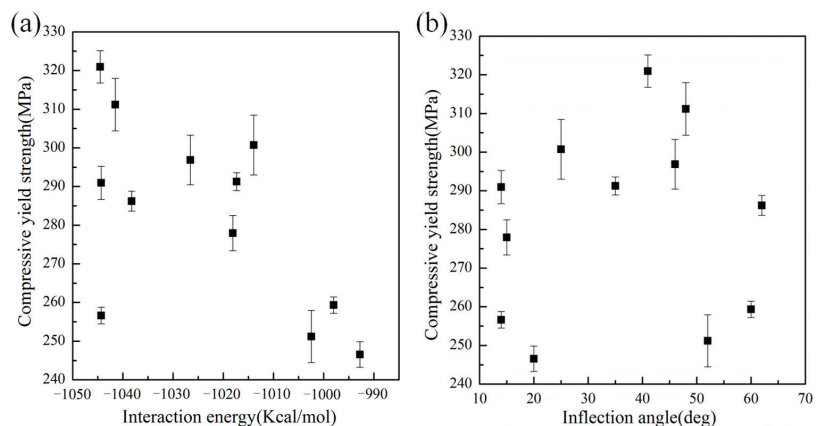 (a)
Compressive yield strength(MPa)
330
320
310
300
290
280
270
260
250
240
−1050 −1040 −1030 −1020 −1010 −1000 −990
Interaction energy(Kcal/mol)
(b)
Compressive yield strength(MPa)
330
320
310
300
290
280
270
260
250
240
10 20 30 40 50 60 70
Inflection angle(deg)